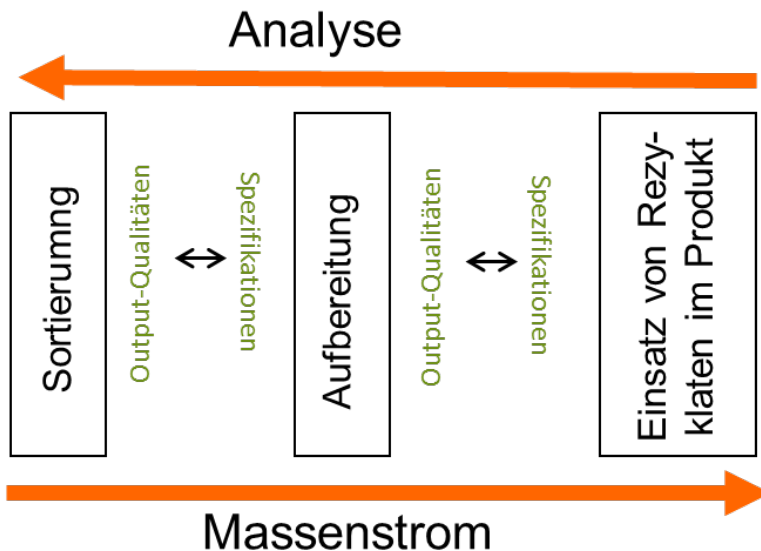 Analyse
Sortierumng
Output-Qualitäten
Spezifikationen
Aufbereitung
Output-Qualitäten
Spezifikationen
Einsatz von Rezy-
klaten im Produkt
Massenstrom